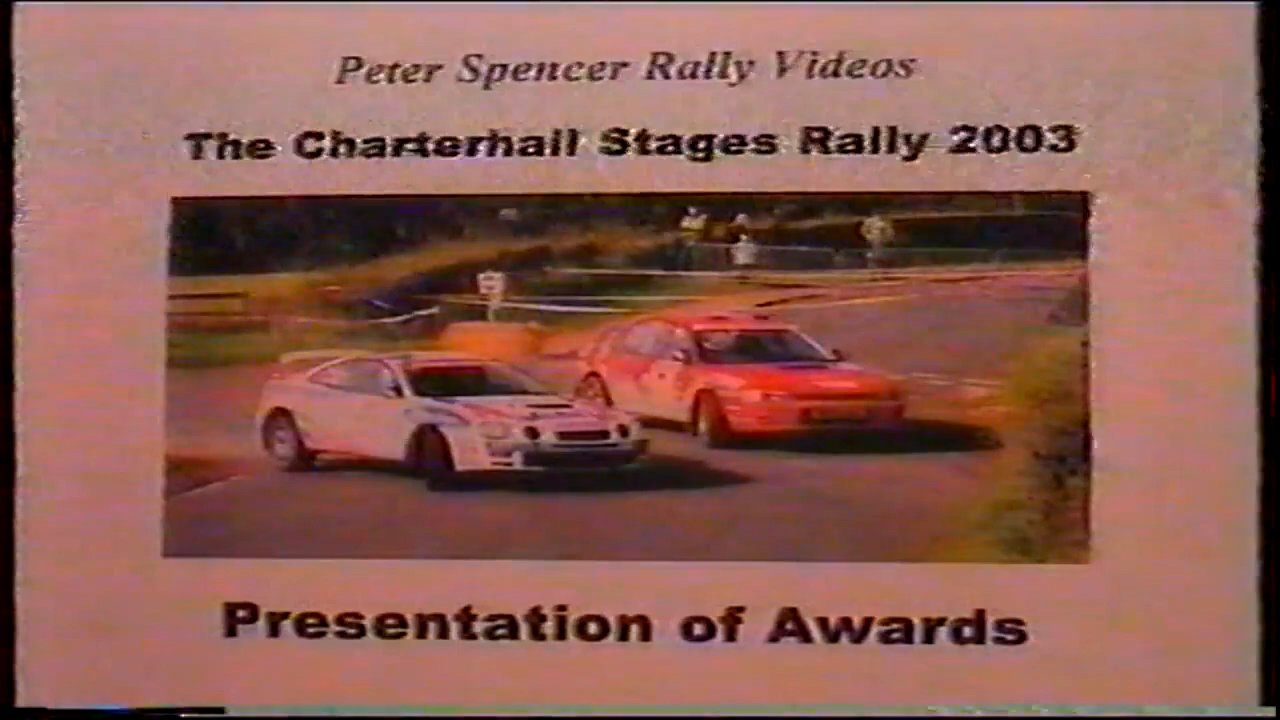 Peter Spencer Rally Videos
The Charterhall Stages Rally 2003
Presentation of Awards